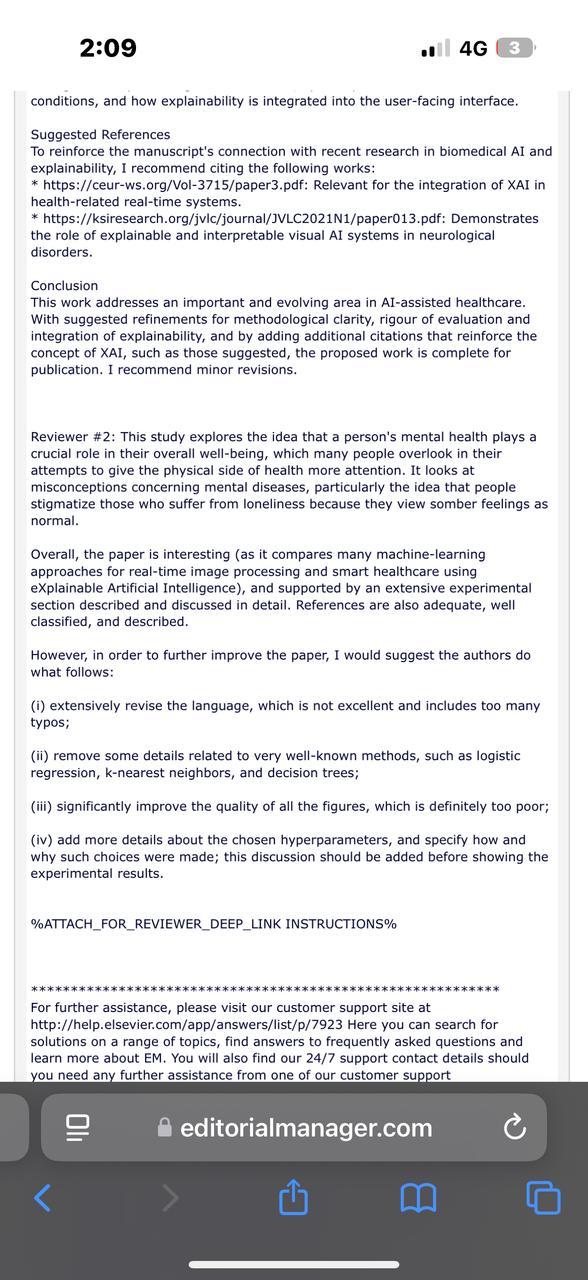 2:09
4G
3
conditions, and how explainability is integrated into the user-facing interface.
Suggested References
To reinforce the manuscript's connection with recent research in biomedical AI and
explainability, I recommend citing the following works:
* https://ceur-ws.org/Vol-3715/paper3.pdf: Relevant for the integration of XAI in
health-related real-time systems.
* https://ksiresearch.org/jvlc/journal/JVLC2021N1/paper013.pdf: Demonstrates
the role of explainable and interpretable visual AI systems in neurological
disorders.
Conclusion
This work addresses an important and evolving area in AI-assisted healthcare.
With suggested refinements for methodological clarity, rigour of evaluation and
integration of explainability, and by adding additional citations that reinforce the
concept of XAI, such as those suggested, the proposed work is complete for
publication. I recommend minor revisions.
Reviewer #2: This study explores the idea that a person's mental health plays a
crucial role in their overall well-being, which many people overlook in their
attempts to give the physical side of health more attention. It looks at
misconceptions concerning mental diseases, particularly the idea that people
stigmatize those who suffer from loneliness because they view somber feelings as
normal.
Overall, the paper is interesting (as it compares many machine-learning
approaches for real-time image processing and smart healthcare using
eXplainable Artificial Intelligence), and supported by an extensive experimental
section described and discussed in detail. References are also adequate, well
classified, and described.
However, in order to further improve the paper, I would suggest the authors do
what follows:
(i) extensively revise the language, which is not excellent and includes too many
typos;
(ii) remove some details related to very well-known methods, such as logistic
regression, k-nearest neighbors, and decision trees;
(iii) significantly improve the quality of all the figures, which is definitely too poor;
(iv) add more details about the chosen hyperparameters, and specify how and
why such choices were made; this discussion should be added before showing the
experimental results.
%ATTACH_FOR_REVIEWER_DEEP_LINK INSTRUCTIONS%
************************************************************
For further assistance, please visit our customer support site at
http://help.elsevier.com/app/answers/list/p/7923 Here you can search for
solutions on a range of topics, find answers to frequently asked questions and
learn more about EM. You will also find our 24/7 support contact details should
you need any further assistance from one of our customer support
editorialmanager.com